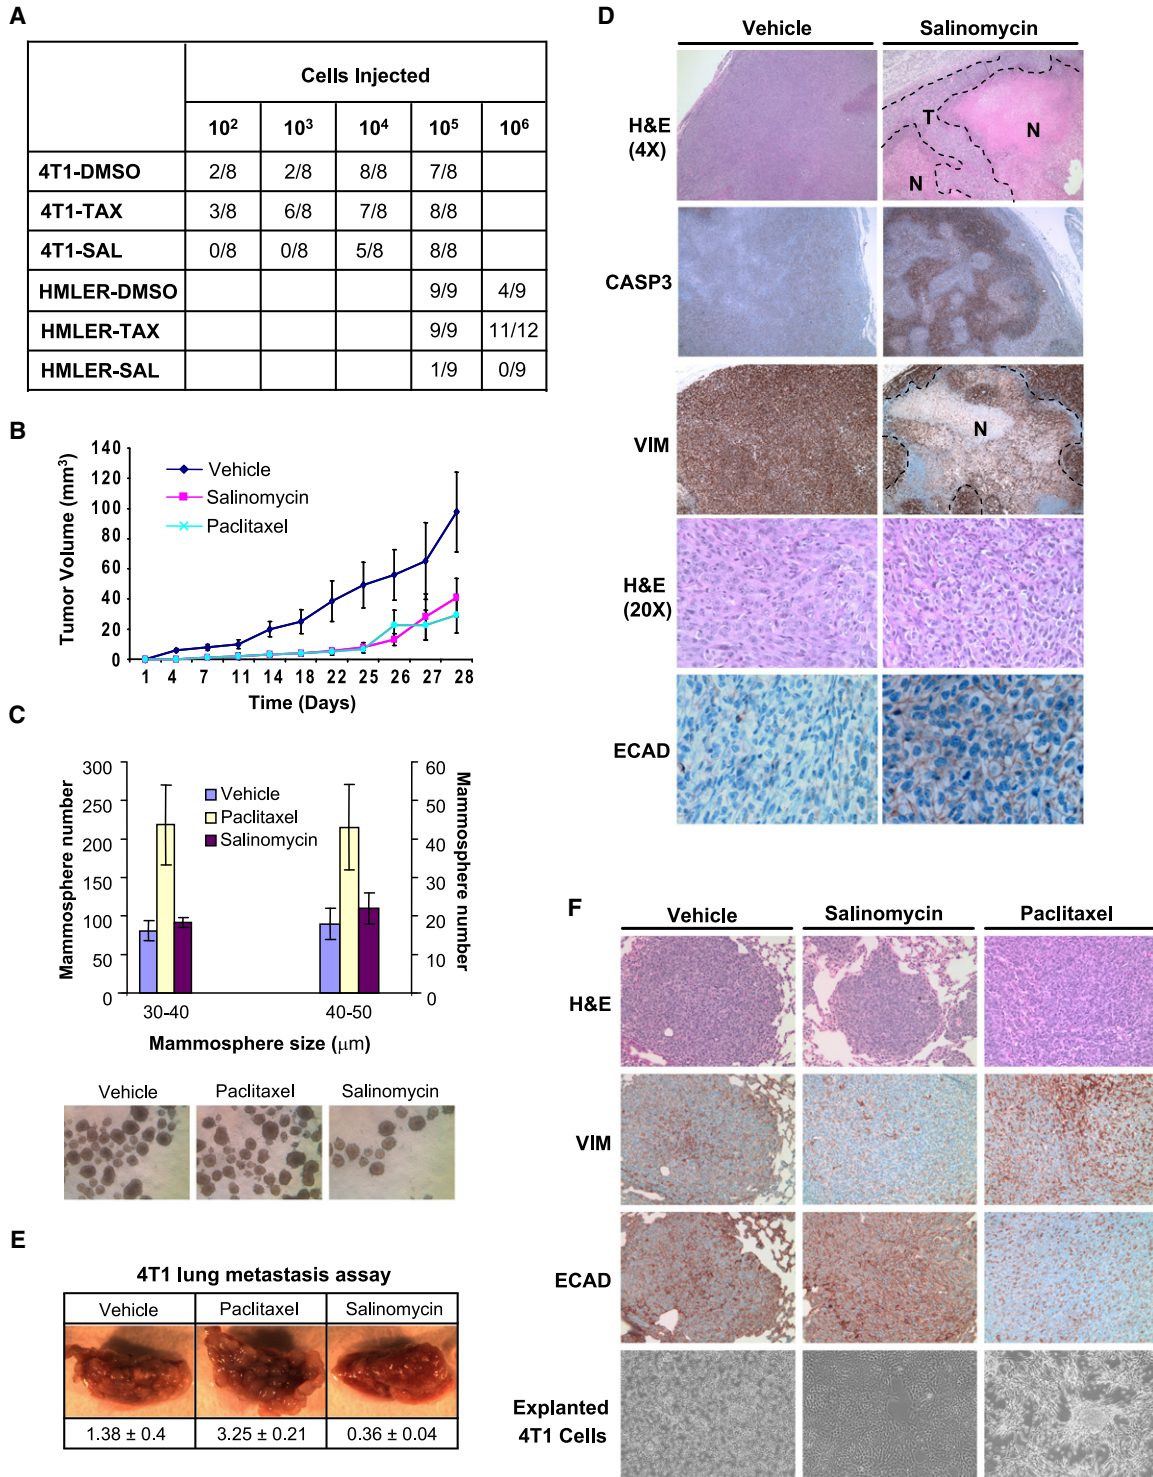 A
Cells Injected
10² 10³ 10⁴ 10⁵ 10⁶
4T1-DMSO 2/8 2/8 8/8 7/8
4T1-TAX 3/8 6/8 7/8 8/8
4T1-SAL 0/8 0/8 5/8 8/8
HMLER-DMSO 9/9 4/9
HMLER-TAX 9/9 11/12
HMLER-SAL 1/9 0/9
B
Tumor Volume (mm³)
140
120
100
80
60
40
20
0
Vehicle
Salinomycin
Paclitaxel
1 4 7 11 14 18 22 25 26 27 28
Time (Days)
C
Mammosphere number
300
250
200
150
100
50
0
Vehicle
Paclitaxel
Salinomycin
60
50
40
30
20
10
0
Mammosphere number
30-40 40-50
Mammosphere size (μm)
Vehicle Paclitaxel Salinomycin
D
Vehicle Salinomycin
H&E
(4X)
T
N
N
CASP3
VIM
N
H&E
(20X)
ECAD
E
4T1 lung metastasis assay
Vehicle Paclitaxel Salinomycin
1.38 ± 0.4 3.25 ± 0.21 0.36 ± 0.04
F
Vehicle Salinomycin Paclitaxel
H&E
VIM
ECAD
Explanted
4T1 Cells